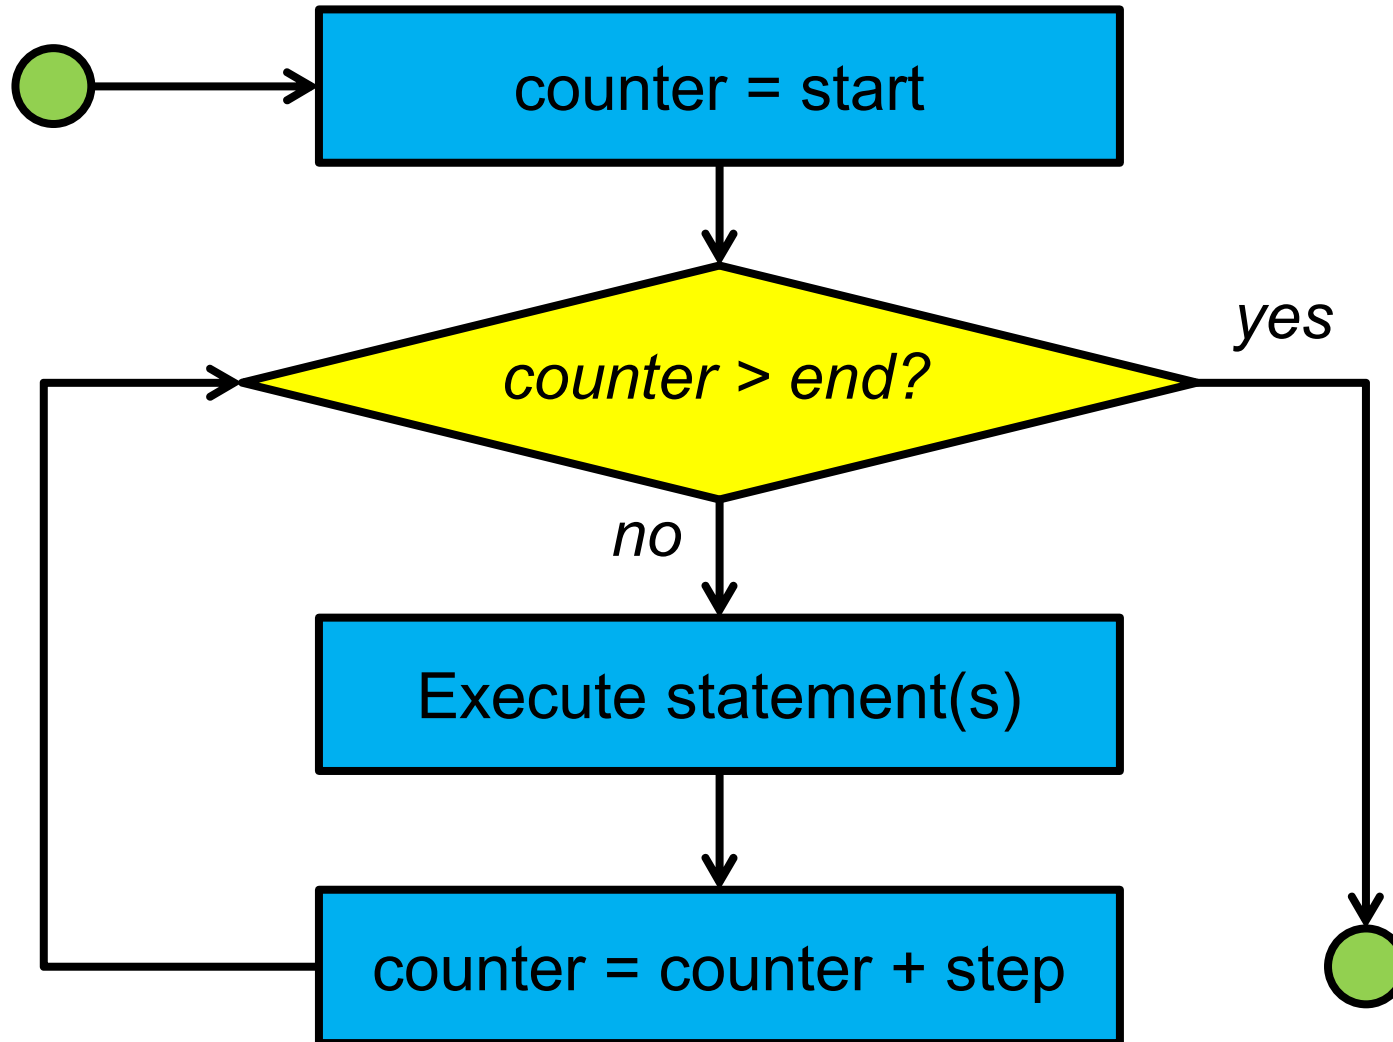 counter = start
counter > end?
yes
no
Execute statement(s)
counter = counter + step